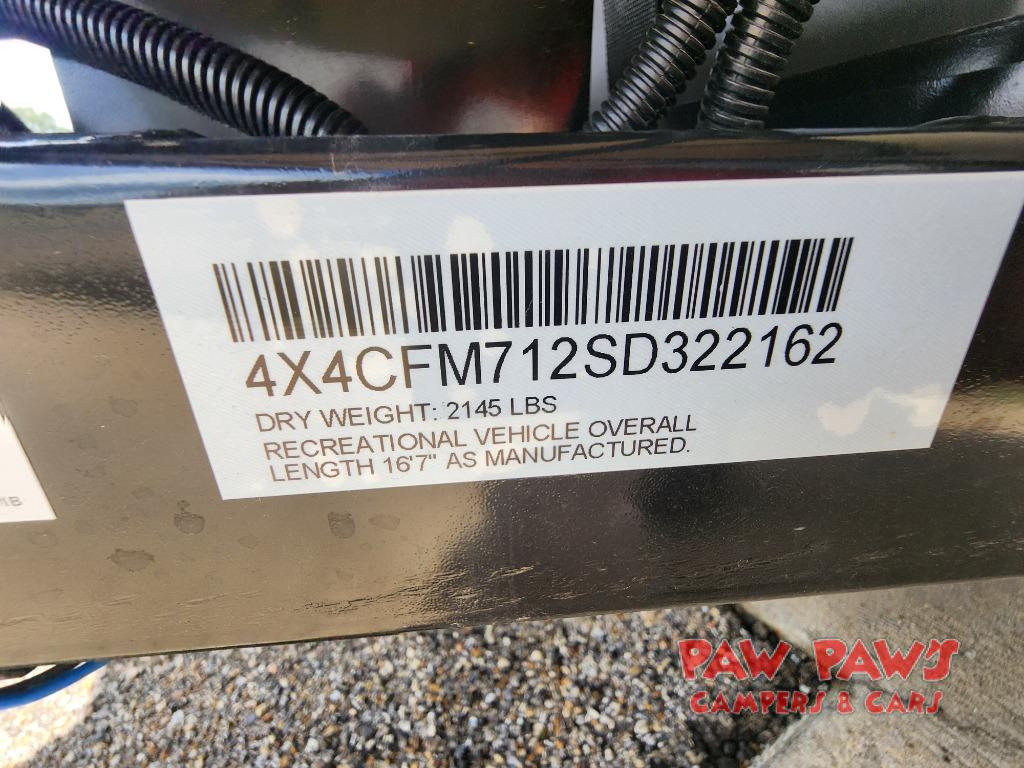 4X4CFM712SD322162
DRY WEIGHT: 2145 LBS
RECREATIONAL VEHICLE OVERALL
LENGTH 16'7" AS MANUFACTURED.
PAW PAW'S
CAMPERS & CARS